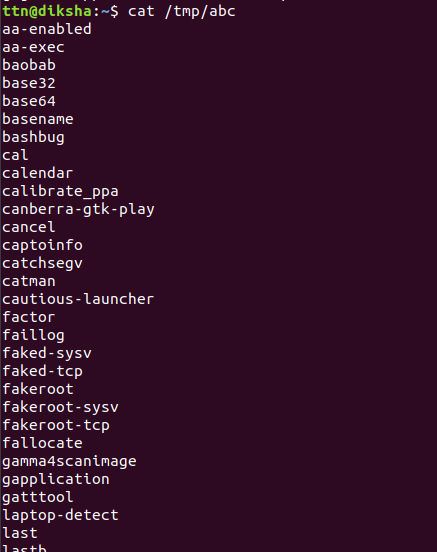 ttn@diksha:~$ cat /tmp/abc
aa-enabled
aa-exec
baobab
base32
base64
basename
bashbug
cal
calendar
calibrate_ppa
canberra-gtk-play
cancel
captoinfo
catchsegv
catman
cautious-launcher
factor
faillog
faked-sysv
faked-tcp
fakeroot
fakeroot-sysv
fakeroot-tcp
fallocate
gamma4scanimage
gapplication
gatttool
laptop-detect
last
lastb